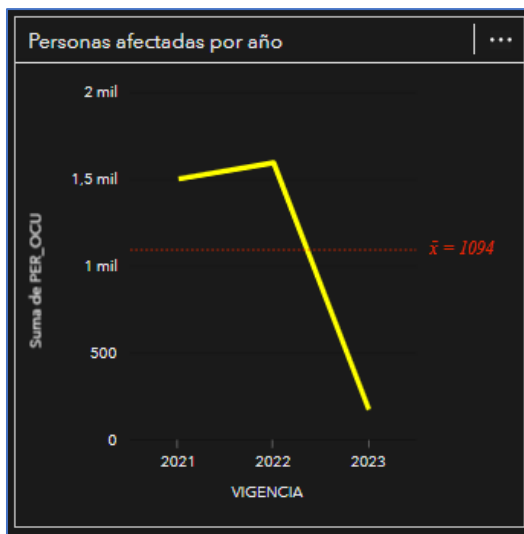 Personas afectadas por año
...
2 mil
1,5 mil
1 mil
500
0
Suma de PER_OCU
x̄ = 1094
2021 2022 2023
VIGENCIA